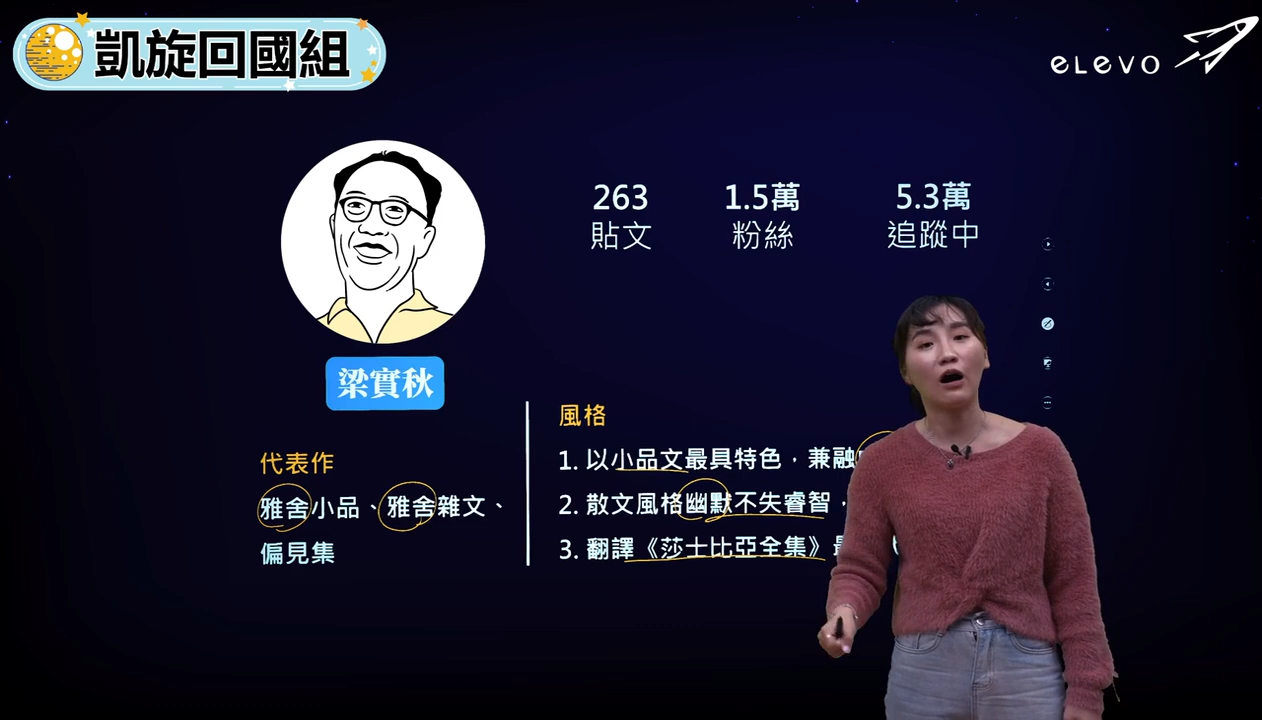 凱旋回國組
eLevo
263
貼文
1.5萬
粉絲
5.3萬
追蹤中
梁實秋
代表作
雅舍小品、雅舍雜文、
偏見集
風格
1. 以小品文最具特色，兼融
2. 散文風格幽默不失睿智，
3. 翻譯《莎士比亞全集》